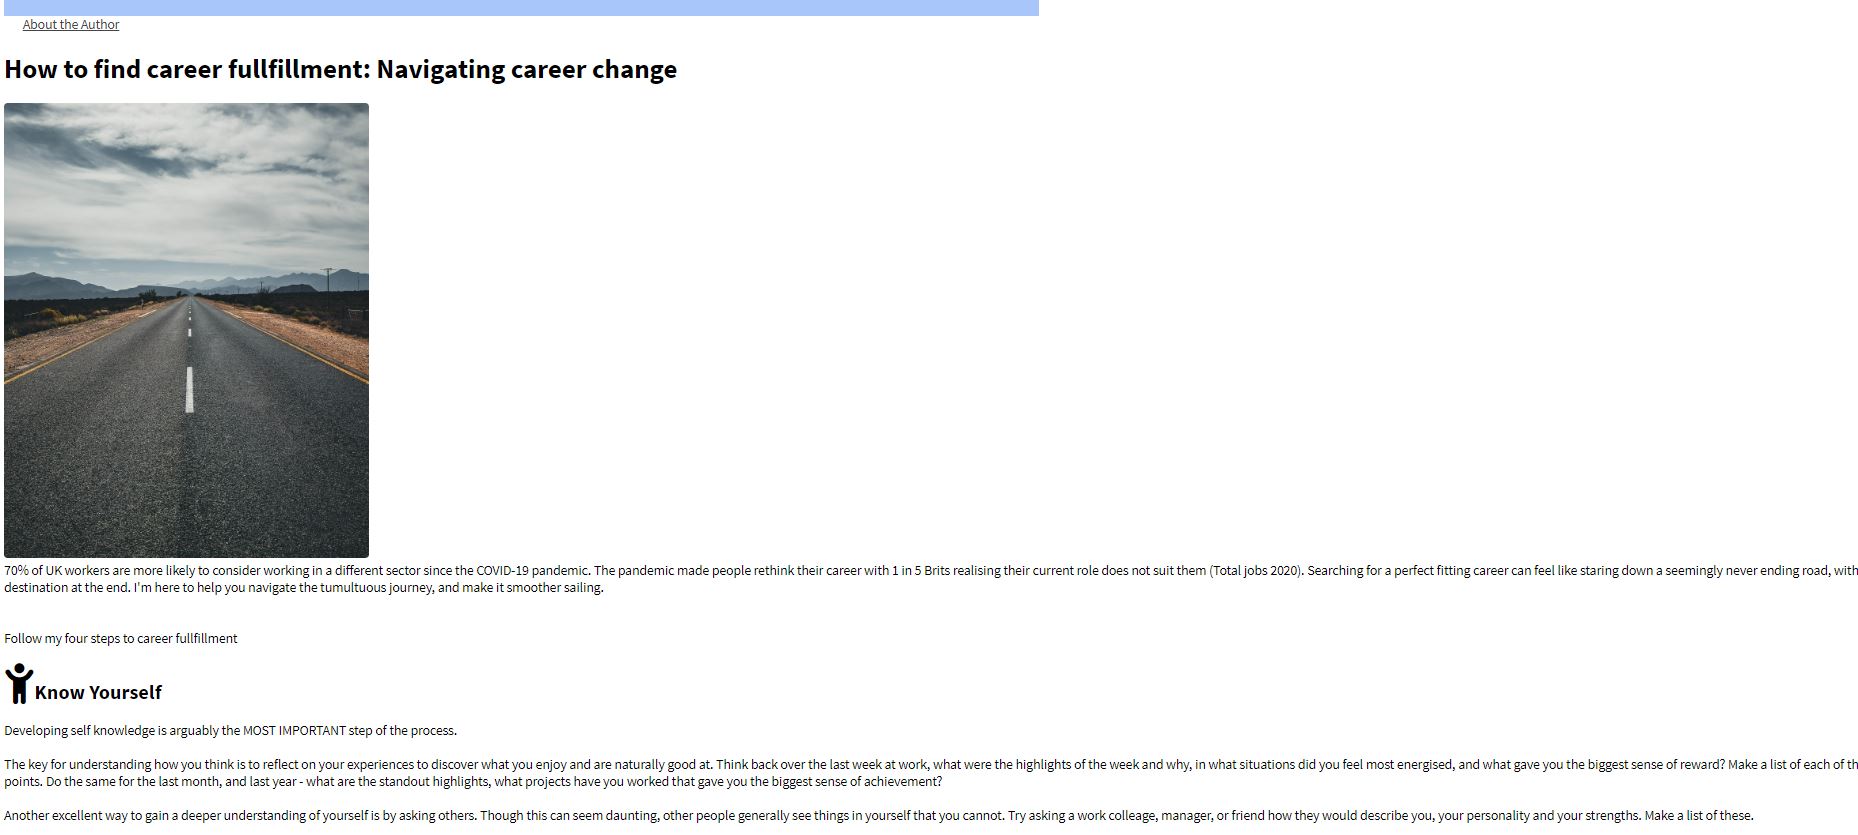 About the Author
How to find career fullfillment: Navigating career change
70% of UK workers are more likely to consider working in a different sector since the COVID-19 pandemic. The pandemic made people rethink their career with 1 in 5 Brits realising their current role does not suit them (Total jobs 2020). Searching for a perfect fitting career can feel like staring down a seemingly never ending road, with
destination at the end. I'm here to help you navigate the tumultuous journey, and make it smoother sailing.
Follow my four steps to career fullfillment
Know Yourself
Developing self knowledge is arguably the MOST IMPORTANT step of the process.
The key for understanding how you think is to reflect on your experiences to discover what you enjoy and are naturally good at. Think back over the last week at work, what were the highlights of the week and why, in what situations did you feel most energised, and what gave you the biggest sense of reward? Make a list of each of th
points. Do the same for the last month, and last year - what are the standout highlights, what projects have you worked that gave you the biggest sense of achievement?
Another excellent way to gain a deeper understanding of yourself is by asking others. Though this can seem daunting, other people generally see things in yourself that you cannot. Try asking a work colleage, manager, or friend how they would describe you, your personality and your strengths. Make a list of these.